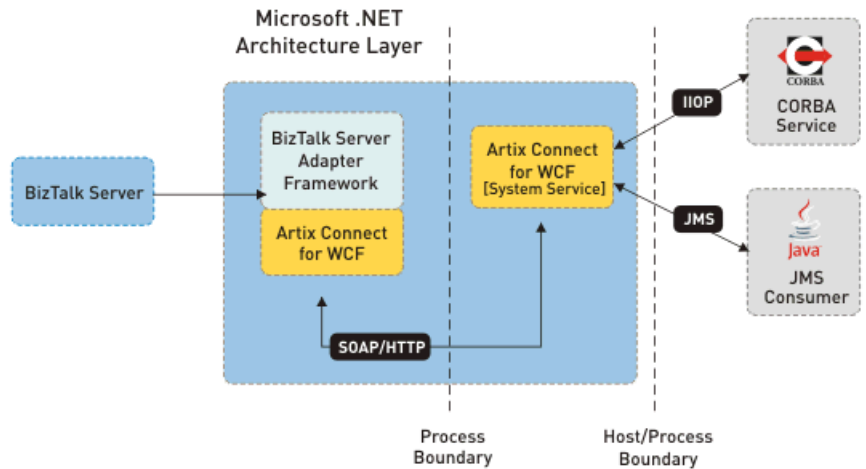 Microsoft .NET
Architecture Layer
BizTalk Server
BizTalk Server
Adapter
Framework
Artix Connect
for WCF
SOAP/HTTP
Artix Connect
for WCF
[System Service]
IIOP
JMS
CORBA
CORBA
Service
Java
JMS
Consumer
Process
Boundary
Host/Process
Boundary